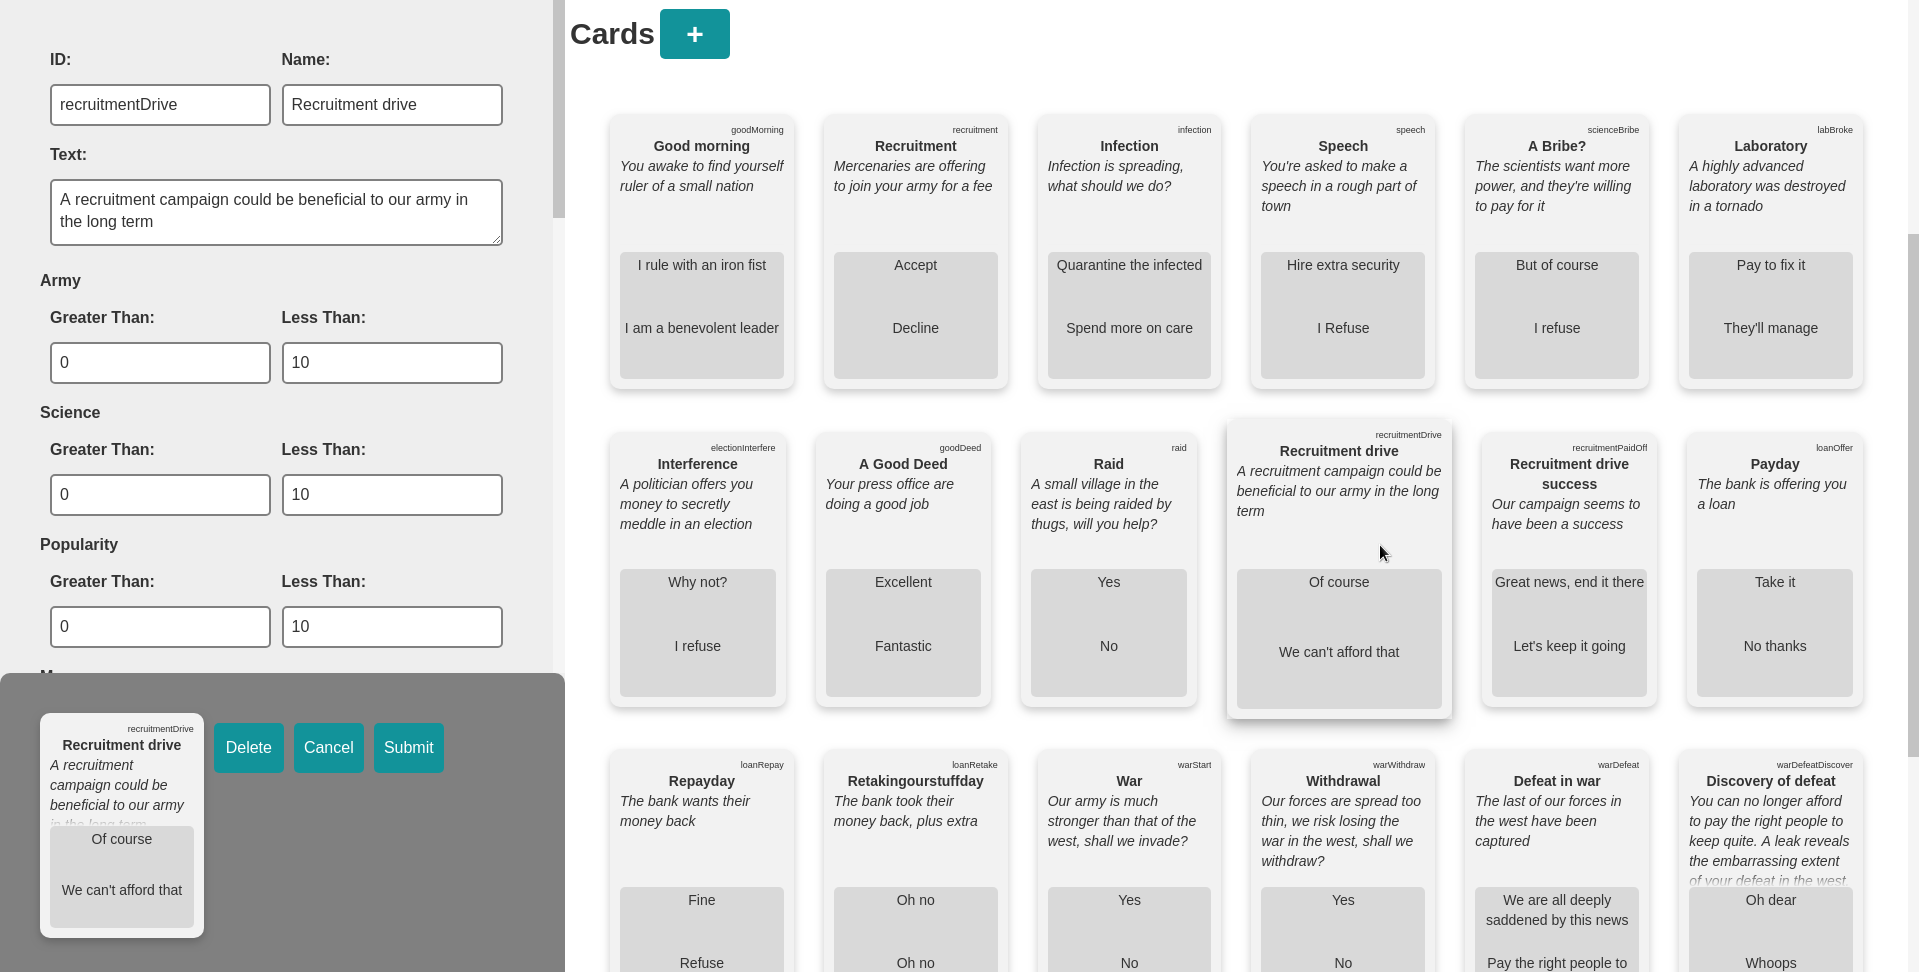 ID:
Name:
recruitmentDrive
Recruitment drive
Text:
A recruitment campaign could be beneficial to our army in
the long term
Army
Greater Than:
Less Than:
0
10
Science
Greater Than:
Less Than:
0
10
Popularity
Greater Than:
Less Than:
0
10
recruitmentDrive
Recruitment drive
A recruitment
campaign could be
beneficial to our army
in the long term
Of course
We can't afford that
Delete
Cancel
Submit
Cards
+
goodMorning
Good morning
You awake to find yourself
ruler of a small nation
I rule with an iron fist
I am a benevolent leader
recruitment
Recruitment
Mercenaries are offering
to join your army for a fee
Accept
Decline
infection
Infection
Infection is spreading,
what should we do?
Quarantine the infected
Spend more on care
speech
Speech
You're asked to make a
speech in a rough part of
town
Hire extra security
I Refuse
scienceBribe
A Bribe?
The scientists want more
power, and they're willing
to pay for it
But of course
I refuse
labBroke
Laboratory
A highly advanced
laboratory was destroyed
in a tornado
Pay to fix it
They'll manage
electionInterfere
Interference
A politician offers you
money to secretly
meddle in an election
Why not?
I refuse
goodDeed
A Good Deed
Your press office are
doing a good job
Excellent
Fantastic
raid
Raid
A small village in the
east is being raided by
thugs, will you help?
Yes
No
recruitmentDrive
Recruitment drive
A recruitment campaign could be
beneficial to our army in the long
term
Of course
We can't afford that
recruitmentPaidOff
Recruitment drive
success
Our campaign seems to
have been a success
Great news, end it there
Let's keep it going
loanOffer
Payday
The bank is offering you
a loan
Take it
No thanks
loanRepay
Repayday
The bank wants their
money back
Fine
Refuse
loanRetake
Retakingourstuffday
The bank took their
money back, plus extra
Oh no
Oh no
warStart
War
Our army is much
stronger than that of the
west, shall we invade?
Yes
No
warWithdraw
Withdrawal
Our forces are spread too
thin, we risk losing the
war in the west, shall we
withdraw?
Yes
No
warDefeat
Defeat in war
The last of our forces in
the west have been
captured
We are all deeply
saddened by this news
Pay the right people to
warDefeatDiscover
Discovery of defeat
You can no longer afford
to pay the right people to
keep quite. A leak reveals
the embarrassing extent
of your defeat in the west.
Oh dear
Whoops